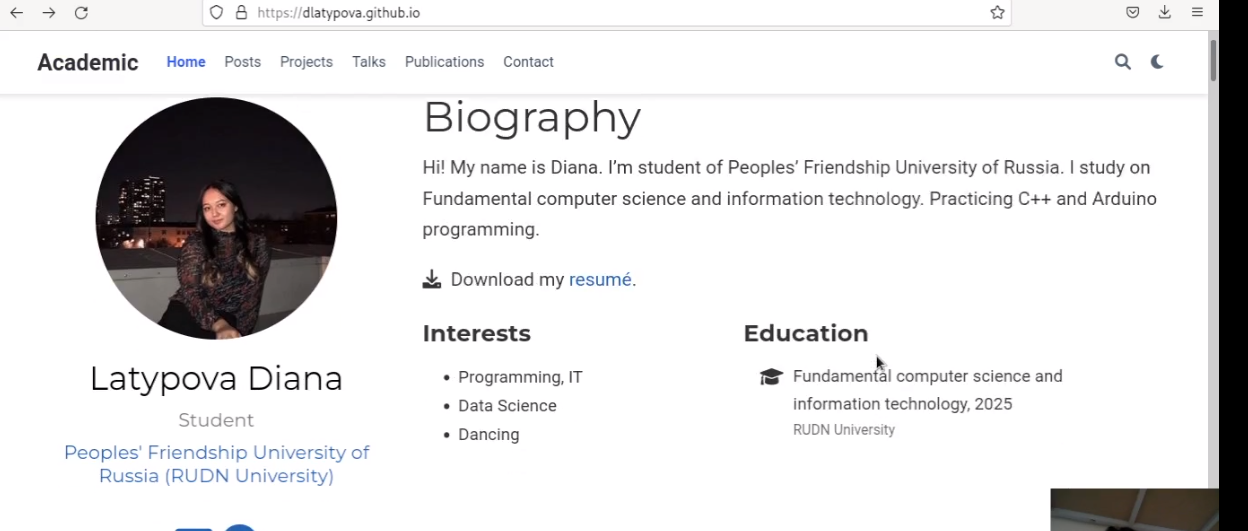 https://dlatypova.github.io
Academic Home Posts Projects Talks Publications Contact
Biography
Hi! My name is Diana. I'm student of Peoples' Friendship University of Russia. I study on
Fundamental computer science and information technology. Practicing C++ and Arduino
programming.
Download my resumé.
Interests
Programming, IT
Data Science
Dancing
Education
Fundamental computer science and
information technology, 2025
RUDN University
Latypova Diana
Student
Peoples' Friendship University of
Russia (RUDN University)